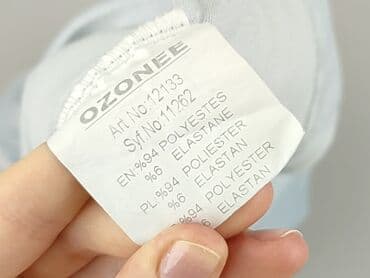 OZONEE
Art. No:12133
Syf. No:11262
EN:%94 POLYESTES
%6 ELASTANE
PL:%94 POLIESTER
%6 ELASTAN
%94 POLYESTER
%6 ELASTAN